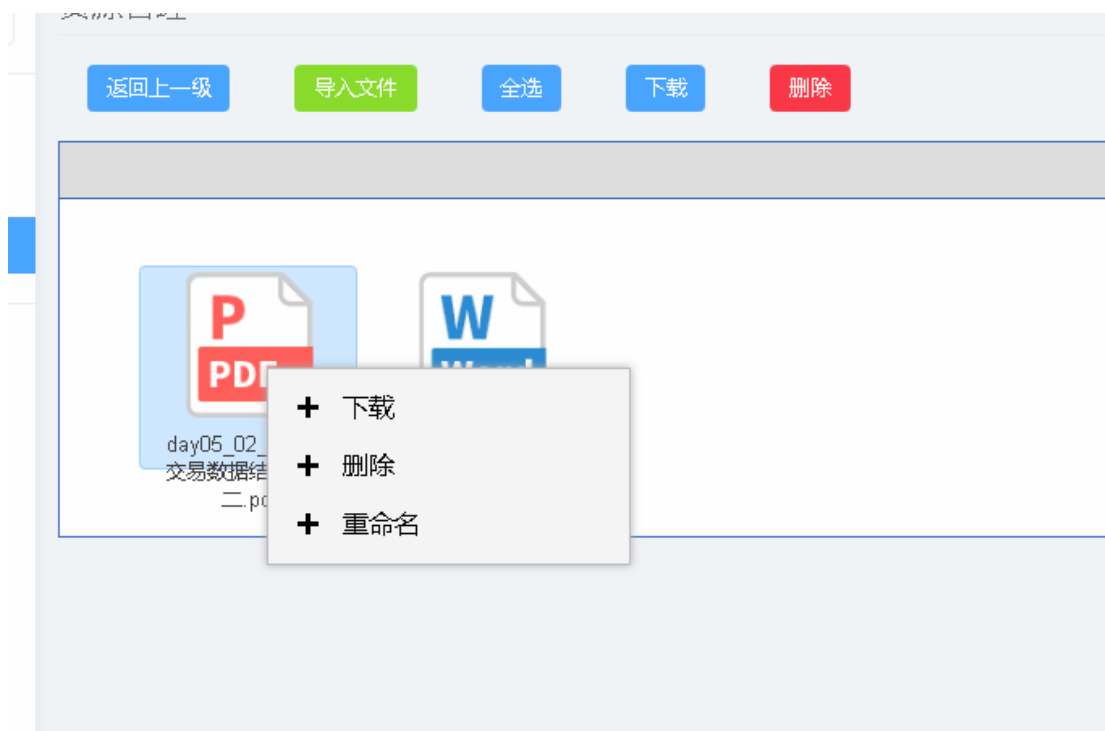 返回上一级
导入文件
全选
下载
删除
P
PDF
W
Word
day05_02_
交易数据结
二.pd
下载
删除
重命名